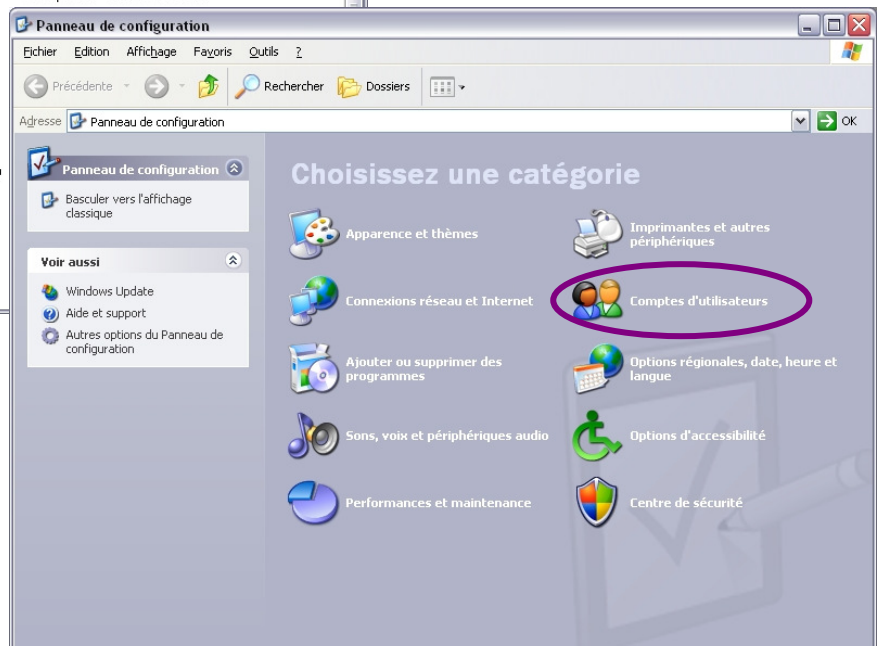 Panneau de configuration
Fichier Edition Affichage Favoris Outils ?
Précédente Rechercher Dossiers
Adresse Panneau de configuration OK
Panneau de configuration
Basculer vers l'affichage
classique
Voir aussi
Windows Update
Aide et support
Autres options du Panneau de
configuration
Choisissez une catégorie
Apparence et thèmes
Imprimantes et autres
périphériques
Connexions réseau et Internet
Comptes d'utilisateurs
Ajouter ou supprimer des
programmes
Options régionales, date, heure et
langue
Sons, voix et périphériques audio
Options d'accessibilité
Performances et maintenance
Centre de sécurité